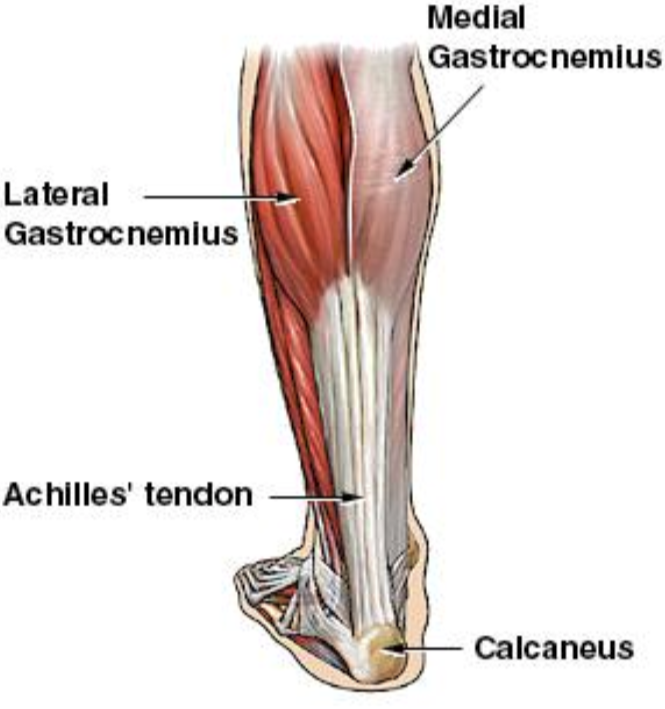 Medial
Gastrocnemius
Lateral
Gastrocnemius
Achilles' tendon
Calcaneus